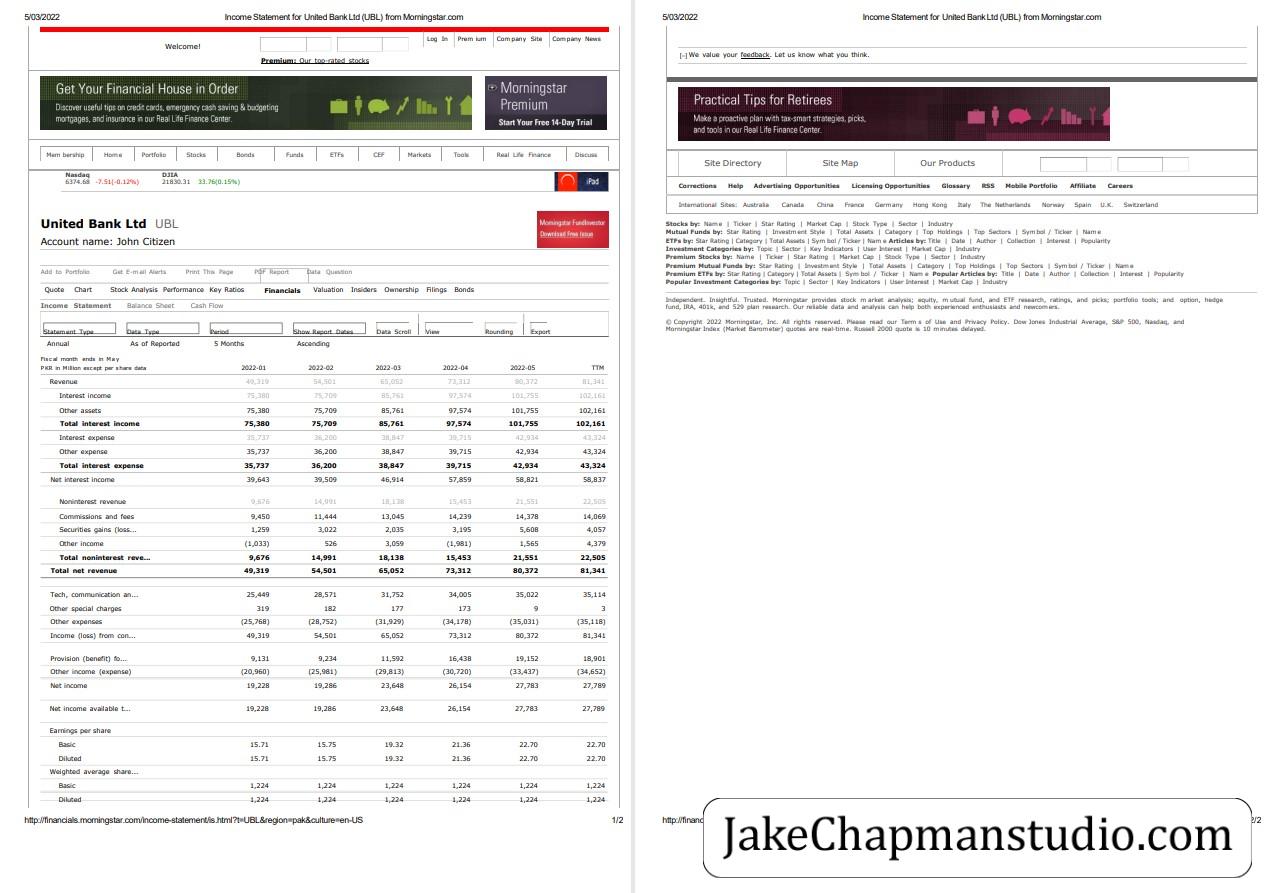 5/03/2022 Income Statement for United Bank Ltd (UBL) from Morningstar.com
Welcome! Log In Premium Company Site Company News
Premium: Our top-rated stocks
Get Your Financial House in Order
Discover useful tips on credit cards, emergency cash saving & budgeting
mortgages, and insurance in our Real Life Finance Center.
Morningstar
Premium
Start Your Free 14-Day Trial
Membership Home Portfolio Stocks Bonds Funds ETFs CEF Markets Tools Real Life Finance Discuss
Nasdaq DJIA
6374.68 -7.51(-0.12%) 21830.31 33.76(0.15%)
iPad
United Bank Ltd UBL
Account name: John Citizen
Morningstar FundInvestor
Download Free Issue
Add to Portfolio Get E-mail Alerts Print This Page PDF Report Data Question
Quote Chart Stock Analysis Performance Key Ratios Financials Valuation Insiders Ownership Filings Bonds
Income Statement Balance Sheet Cash Flow
Statement Type Data Type Period Show Report Dates Data Scroll View Rounding Export
Annual As of Reported 5 Months Ascending
Fiscal month ends in May
PKR in Million except per share data 2022-01 2022-02 2022-03 2022-04 2022-05 TTM
Revenue 49,319 54,501 65,052 73,312 80,372 81,341
Interest income 75,380 75,709 85,761 97,574 101,755 102,161
Other assets 75,380 75,709 85,761 97,574 101,755 102,161
Total interest income 75,380 75,709 85,761 97,574 101,755 102,161
Interest expense 35,737 36,200 38,847 39,715 42,934 43,324
Other expense 35,737 36,200 38,847 39,715 42,934 43,324
Total interest expense 35,737 36,200 38,847 39,715 42,934 43,324
Net interest income 39,643 39,509 46,914 57,859 58,821 58,837
Noninterest revenue 9,676 14,991 18,138 15,453 21,551 22,505
Commissions and fees 9,450 11,444 13,045 14,239 14,378 14,069
Securities gains (loss... 1,259 3,022 2,035 3,195 5,608 4,057
Other income (1,033) 526 3,059 (1,981) 1,565 4,379
Total noninterest reve... 9,676 14,991 18,138 15,453 21,551 22,505
Total net revenue 49,319 54,501 65,052 73,312 80,372 81,341
Tech, communication an... 25,449 28,571 31,752 34,005 35,022 35,114
Other special charges 319 182 177 173 9 3
Other expenses (25,768) (28,752) (31,929) (34,178) (35,031) (35,118)
Income (loss) from con... 49,319 54,501 65,052 73,312 80,372 81,341
Provision (benefit) fo... 9,131 9,234 11,592 16,438 19,152 18,901
Other income (expense) (20,960) (25,981) (29,813) (30,720) (33,437) (34,652)
Net income 19,228 19,286 23,648 26,154 27,783 27,789
Net income available t... 19,228 19,286 23,648 26,154 27,783 27,789
Earnings per share
Basic 15.71 15.75 19.32 21.36 22.70 22.70
Diluted 15.71 15.75 19.32 21.36 22.70 22.70
Weighted average share...
Basic 1,224 1,224 1,224 1,224 1,224 1,224
Diluted 1,224 1,224 1,224 1,224 1,224 1,224
http://financials.morningstar.com/income-statement/is.html?t=UBL&region=pak&culture=en-US 1/2
5/03/2022 Income Statement for United Bank Ltd (UBL) from Morningstar.com
[-] We value your feedback. Let us know what you think.
Practical Tips for Retirees
Make a proactive plan with tax-smart strategies, picks,
and tools in our Real Life Finance Center.
Site Directory Site Map Our Products
Corrections Help Advertising Opportunities Licensing Opportunities Glossary RSS Mobile Portfolio Affiliate Careers
International Sites: Australia Canada China France Germany Hong Kong Italy The Netherlands Norway Spain U.K. Switzerland
Stocks by: Name | Ticker | Star Rating | Market Cap | Stock Type | Sector | Industry
Mutual Funds by: Star Rating | Investment Style | Total Assets | Category | Top Holdings | Top Sectors | Symbol / Ticker | Name
ETFs by: Star Rating | Category | Total Assets | Symbol / Ticker | Name Articles by: Title | Date | Author | Collection | Interest | Popularity
Investment Categories by: Topic | Sector | Key Indicators | User Interest | Market Cap | Industry
Premium Stocks by: Name | Ticker | Star Rating | Market Cap | Stock Type | Sector | Industry
Premium Mutual Funds by: Star Rating | Investment Style | Total Assets | Category | Top Holdings | Top Sectors | Symbol / Ticker | Name
Premium ETFs by: Star Rating | Category | Total Assets | Symbol / Ticker | Name Popular Articles by: Title | Date | Author | Collection | Interest | Popularity
Popular Investment Categories by: Topic | Sector | Key Indicators | User Interest | Market Cap | Industry
Independent. Insightful. Trusted. Morningstar provides stock market analysis; equity, mutual fund, and ETF research, ratings, and picks; portfolio tools; and option, hedge
fund, IRA, 401k, and 529 plan research. Our reliable data and analysis can help both experienced enthusiasts and newcomers.
© Copyright 2022 Morningstar, Inc. All rights reserved. Please read our Terms of Use and Privacy Policy. Dow Jones Industrial Average, S&P 500, Nasdaq, and
Morningstar Index (Market Barometer) quotes are real-time. Russell 2000 quote is 10 minutes delayed.
http://financ
2/2
JakeChapmanstudio.com